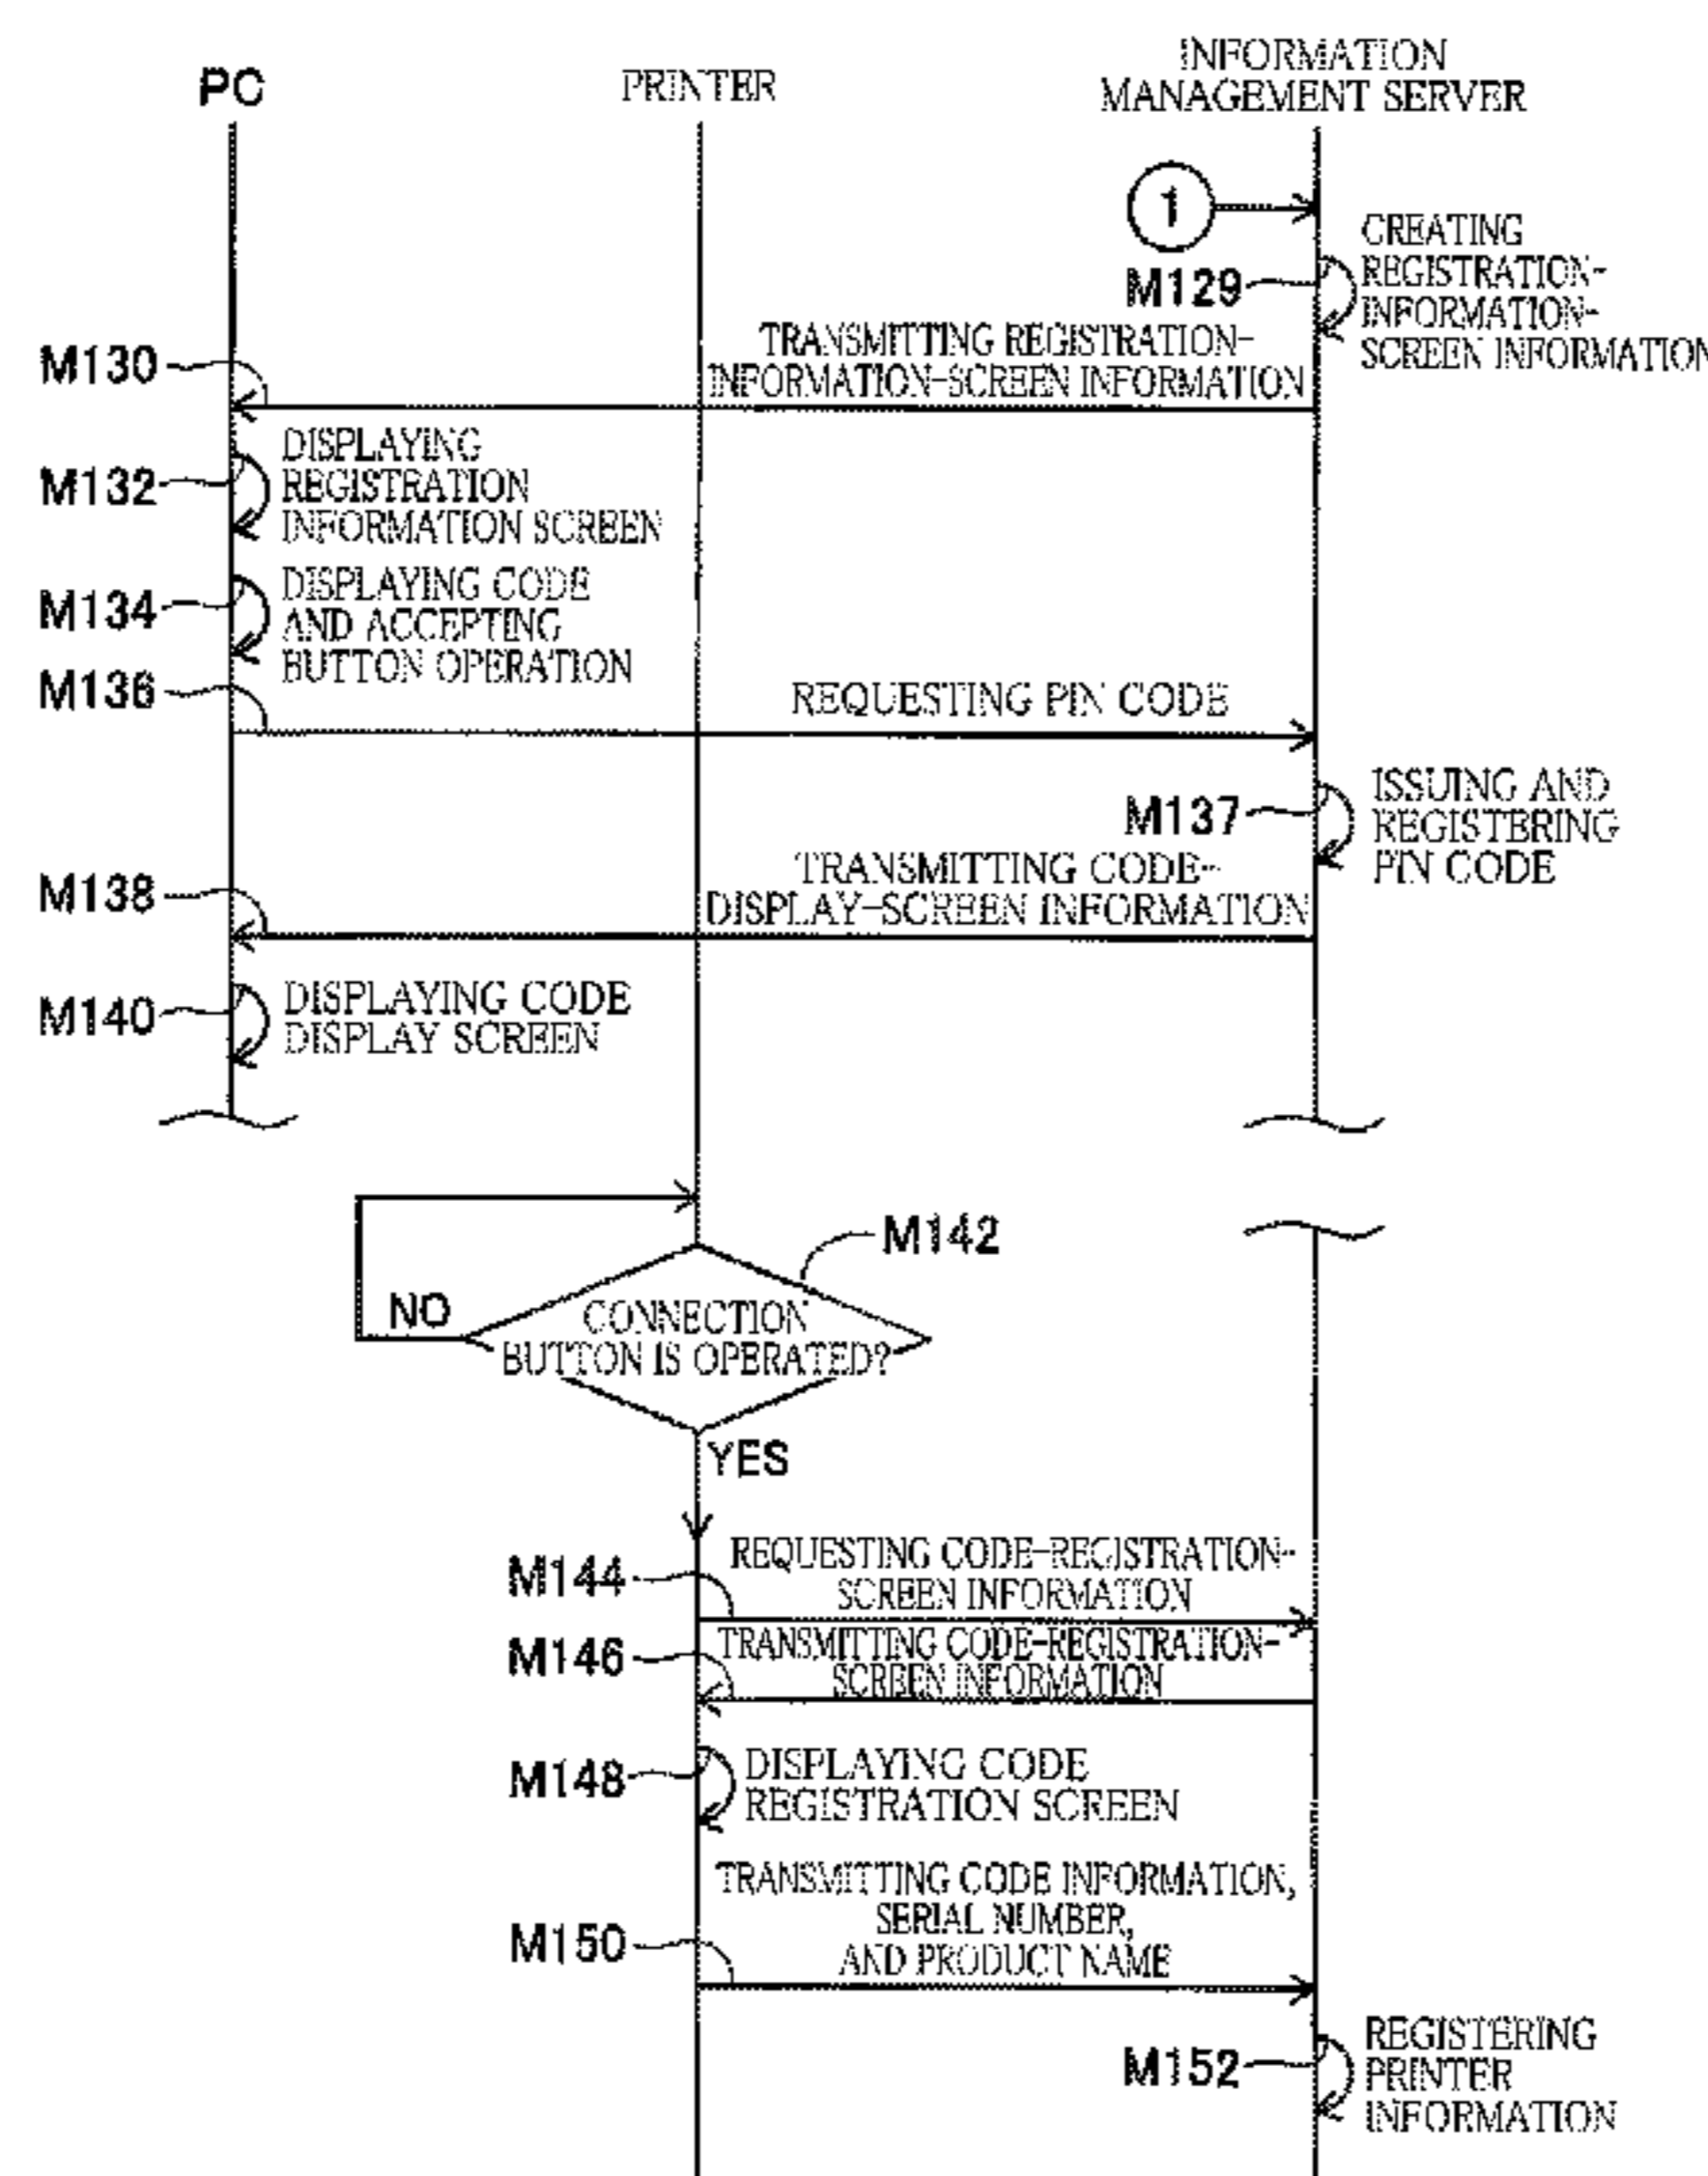 PC
PRINTER
INFORMATION
MANAGEMENT SERVER
1
CREATING
REGISTRATION-
INFORMATION-
SCREEN INFORMATION
M129
TRANSMITTING REGISTRATION-
INFORMATION-SCREEN INFORMATION
M130
DISPLAYING
REGISTRATION
INFORMATION SCREEN
M132
DISPLAYING CODE
AND ACCEPTING
BUTTON OPERATION
M134
M136
REQUESTING PIN CODE
M137
ISSUING AND
REGISTERING
PIN CODE
TRANSMITTING CODE-
DISPLAY-SCREEN INFORMATION
M138
M140
DISPLAYING CODE
DISPLAY SCREEN
M142
NO
CONNECTION
BUTTON IS OPERATED?
YES
M144
REQUESTING CODE-REGISTRATION-
SCREEN INFORMATION
M146
TRANSMITTING CODE-REGISTRATION-
SCREEN INFORMATION
M148
DISPLAYING CODE
REGISTRATION SCREEN
TRANSMITTING CODE INFORMATION,
SERIAL NUMBER,
AND PRODUCT NAME
M150
M152
REGISTERING
PRINTER
INFORMATION